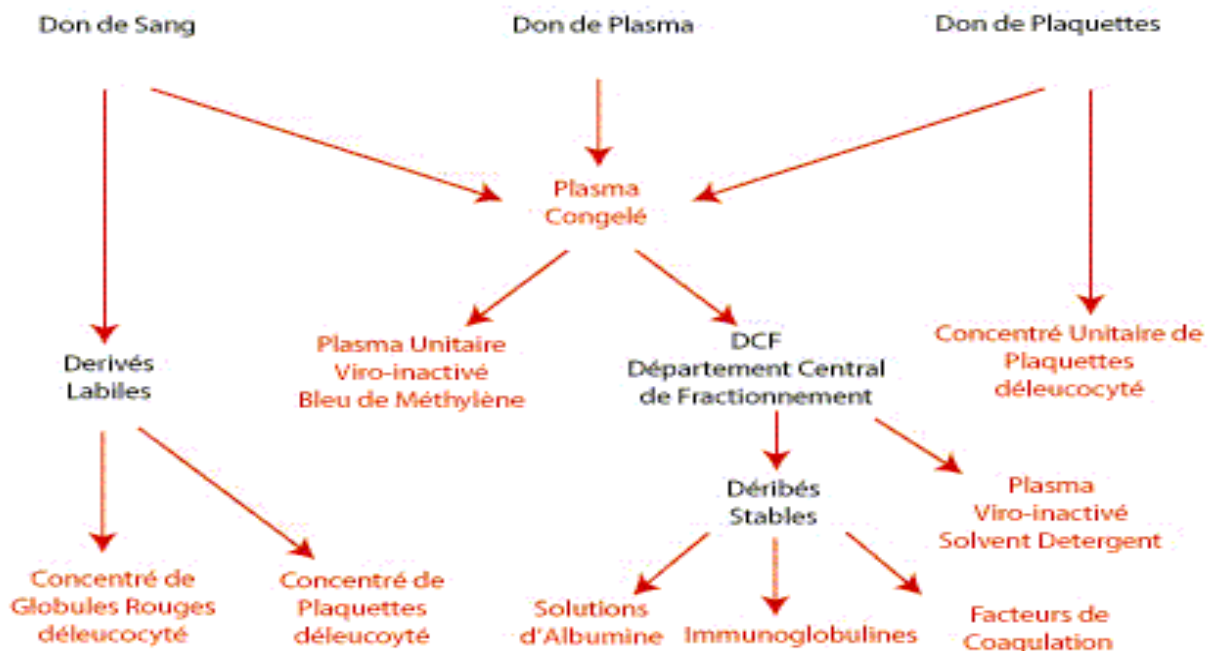 Don de Sang
Don de Plasma
Don de Plaquettes
Plasma
Congelé
Derivés
Labiles
Plasma Unitaire
Viro-inactivé
Bleu de Méthylène
DCF
Département Central
de Fractionnement
Concentré Unitaire de
Plaquettes
déleucocyté
Déribés
Stables
Plasma
Viro-inactivé
Solvent Detergent
Concentré de
Globules Rouges
déleucocyté
Concentré de
Plaquettes
déleucoyté
Solutions
d'Albumine
Immunoglobulines
Facteurs de
Coagulation